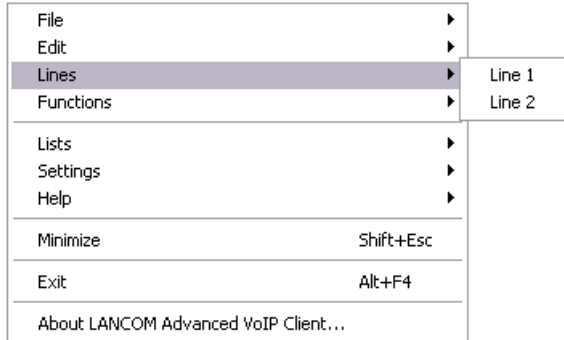 File
Edit
Lines
Line 1
Functions
Line 2
Lists
Settings
Help
Minimize Shift+Esc
Exit Alt+F4
About LANCOM Advanced VoIP Client...